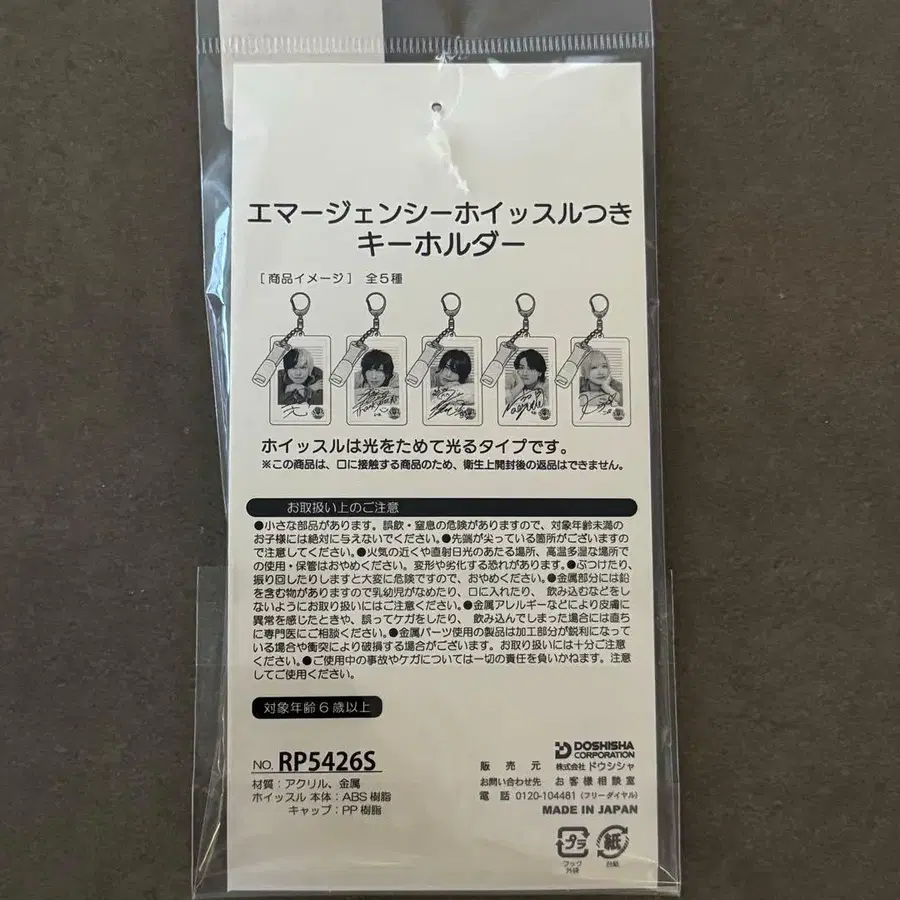 エマージェンシーホイッスルつき
キーホルダー
[商品イメージ] 全5種
ホイッスルは光をためて光るタイプです。
※この商品は、口に接触する商品のため、衛生上開封後の返品はできません。
お取扱い上のご注意
●小さな部品があります。誤飲・窒息の危険がありますので、対象年齢未満の
お子様には絶対に与えないでください。●先端が尖っている箇所がございますの
で注意してください。●火気の近くや直射日光のあたる場所、高温多湿な場所で
の使用・保管はおやめください。変形や劣化する恐れがあります。●ぶつけたり、
振り回したりしますと大変に危険ですので、おやめください。●金属部分には鉛
を含む物がありますので乳幼児がなめたり、口に入れたり、飲み込むなどをし
ないようにお取り扱いにはご注意ください。●金属アレルギーなどにより皮膚に
異常を感じたときや、誤ってケガをしたり、飲み込んでしまった場合には直ち
に専門医にご相談ください。●金属パーツ使用の製品は加工部分が鋭利になって
いる場合や衝突により破損する場合がございます。お取り扱いには十分ご注意
ください。●ご使用中の事故やケガについては一切の責任を負いかねます。注意
してご使用ください。
対象年齢6歳以上
NO. RP5426S
材質：アクリル、金属
ホイッスル 本体：ABS樹脂
キャップ：PP樹脂
DOSHISHA
CORPORATION
販売元 株式会社 ドウシシャ
お問い合わせ先 お客様相談室
電話 0120-104481 (フリーダイヤル)
MADE IN JAPAN
プラ
フック
外袋
紙
台紙